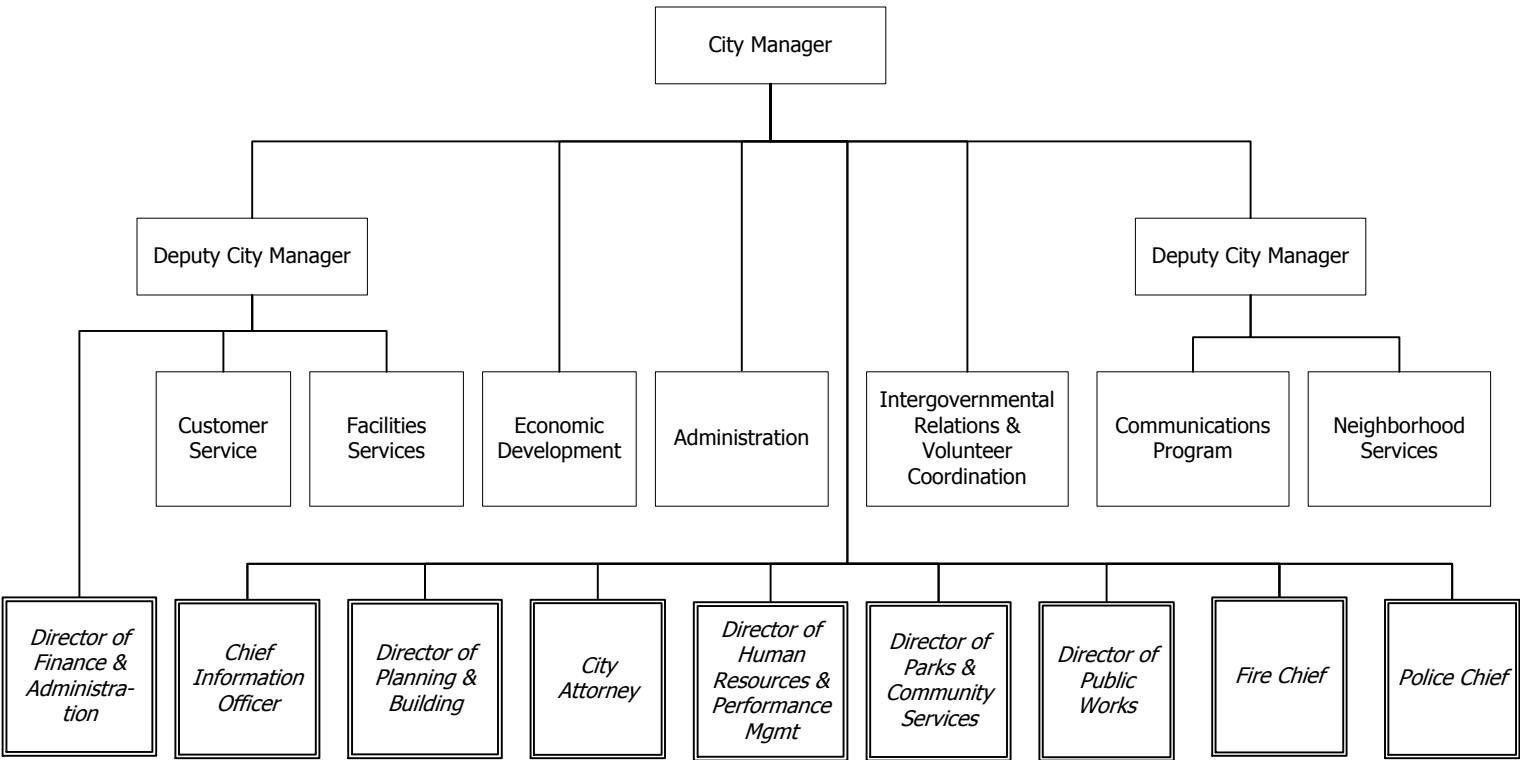 City Manager
Deputy City Manager
Deputy City Manager
Customer
Service
Facilities
Services
Economic
Development
Administration
Intergovernmental
Relations &
Volunteer
Coordination
Communications
Program
Neighborhood
Services
Director of
Finance &
Administra-
tion
Chief
Information
Officer
Director of
Planning &
Building
City
Attorney
Director of
Human
Resources &
Performance
Mgmt
Director of
Parks &
Community
Services
Director of
Public
Works
Fire Chief
Police Chief